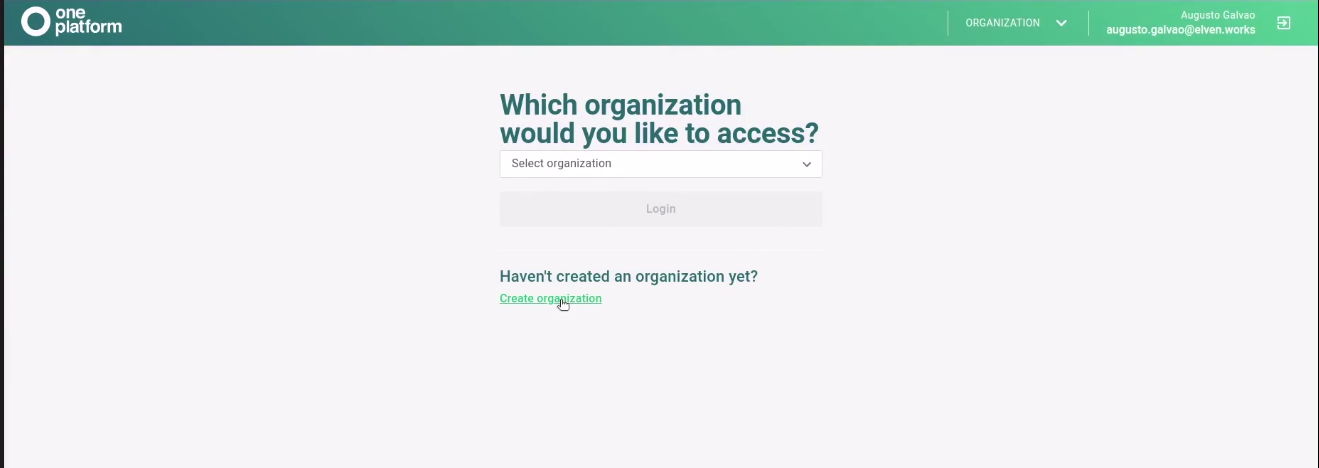 one
platform
ORGANIZATION
Augusto Galvao
augusto.galvao@elven.works
Which organization
would you like to access?
Select organization
Login
Haven't created an organization yet?
Create organization